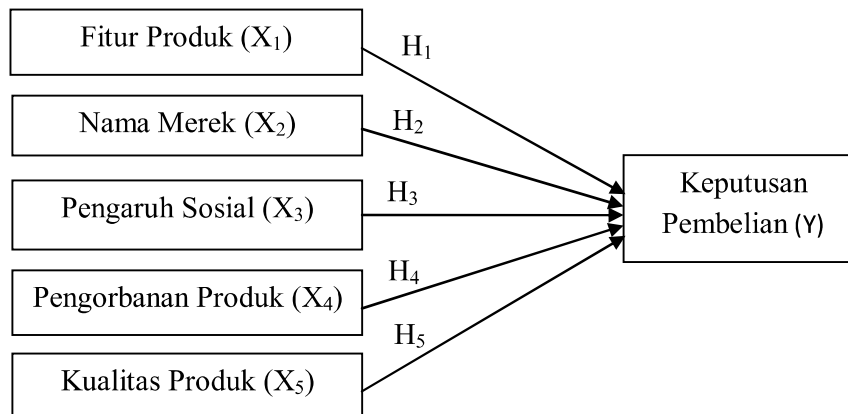 Fitur Produk (X₁)
H₁
Nama Merek (X₂)
H₂
Pengaruh Sosial (X₃)
H₃
Pengorbanan Produk (X₄)
H₄
Kualitas Produk (X₅)
H₅
Keputusan
Pembelian (Y)